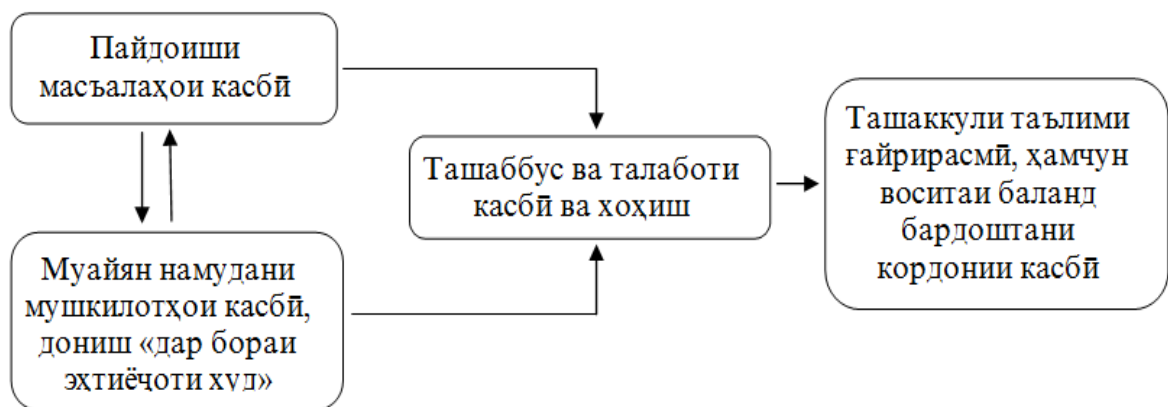 Пайдоиши
масъалаҳои касбӣ
Муайян намудани
мушкилотҳои касбӣ,
дониш «дар бораи
эҳтиёҷоти худ»
Ташаббус ва талаботи
касбӣ ва хоҳиш
Ташаккули таълими
ғайрирасмӣ, ҳамчун
воситаи баланд
бардоштани
кордонии касбӣ